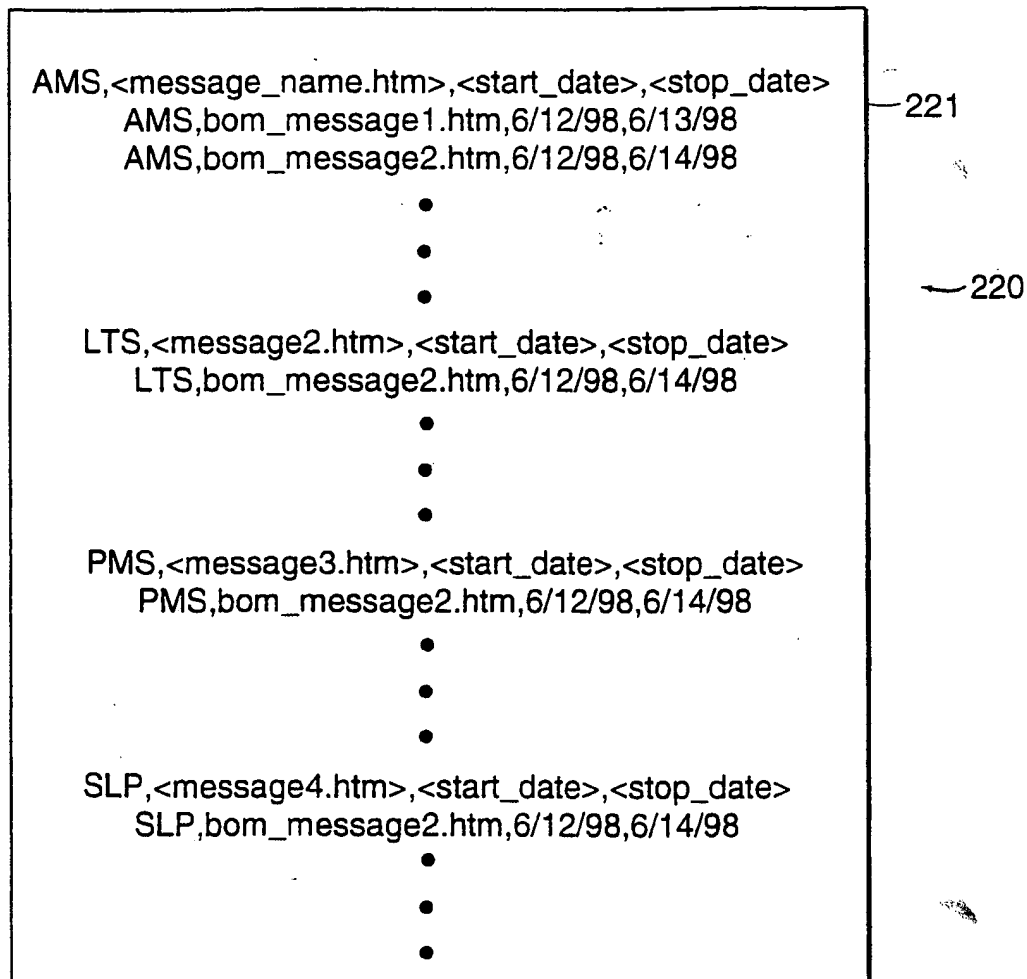 AMS,<message_name.htm>,<start_date>,<stop_date>
221
AMS,bom_message1.htm,6/12/98,6/13/98
AMS,bom_message2.htm,6/12/98,6/14/98
220
LTS,<message2.htm>,<start_date>,<stop_date>
LTS,bom_message2.htm,6/12/98,6/14/98
PMS,<message3.htm>,<start_date>,<stop_date>
PMS,bom_message2.htm,6/12/98,6/14/98
SLP,<message4.htm>,<start_date>,<stop_date>
SLP,bom_message2.htm,6/12/98,6/14/98